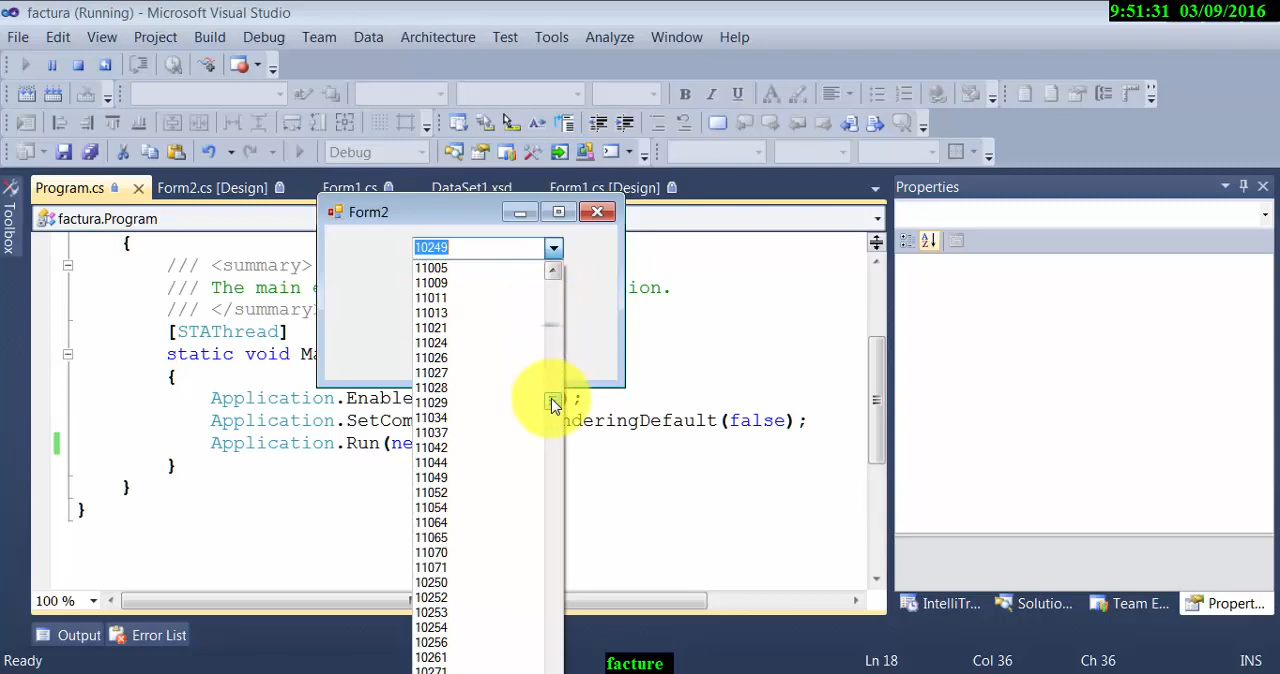 factura (Running) - Microsoft Visual Studio
9:51:31 03/09/2016
File Edit View Project Build Debug Team Data Architecture Test Tools Analyze Window Help
Debug
Program.cs Form2.cs [Design] Form1.cs DataSet1.xsd Form1.cs [Design]
Properties
factura.Program
Form2
10249
{
/// <summary>
/// The main ion.
/// </summary
[STAThread]
static void Ma
{
Application.Enable );
Application.SetCom nderingDefault(false);
Application.Run(ne
}
}
}
11005
11009
11011
11013
11021
11024
11026
11027
11028
11029
11034
11037
11042
11044
11049
11052
11054
11064
11065
11070
11071
10250
10252
10253
10254
10256
10261
10271
100 %
IntelliTr... Solutio... Team E... Propert...
Output Error List
Ready
facture
Ln 18 Col 36 Ch 36 INS